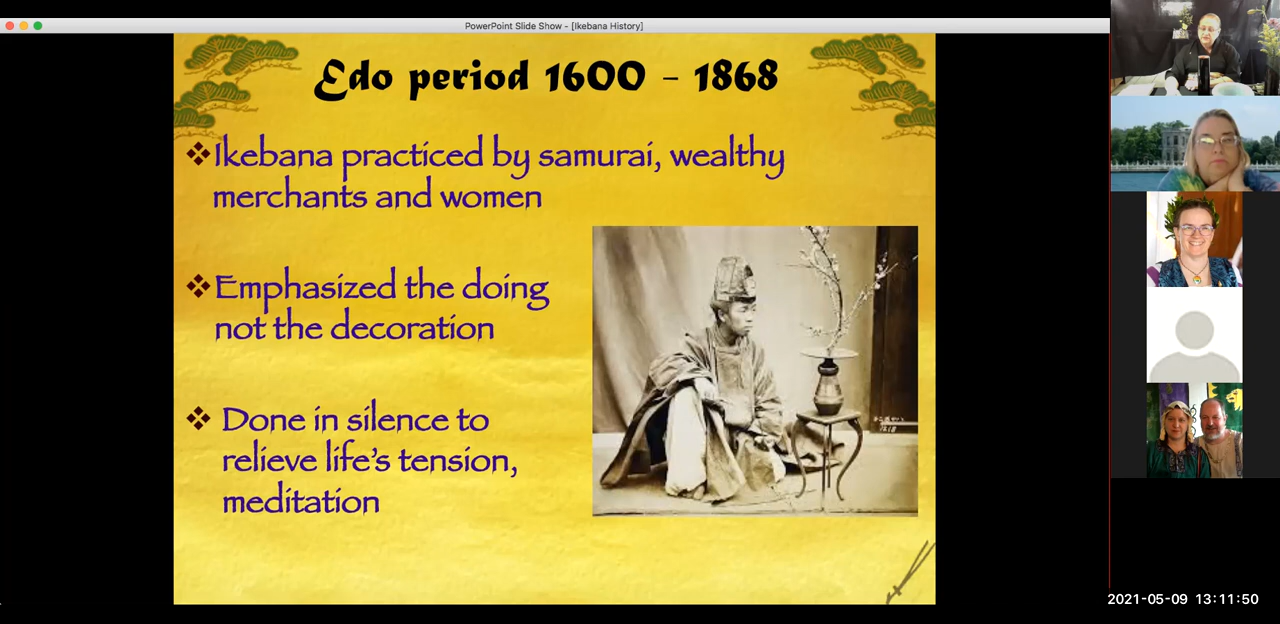 PowerPoint Slide Show - [Ikebana History]
Edo period 1600 - 1868
❖Ikebana practiced by samurai, wealthy
merchants and women
❖Emphasized the doing
not the decoration
❖ Done in silence to
relieve life's tension,
meditation
2021-05-09 13:11:50